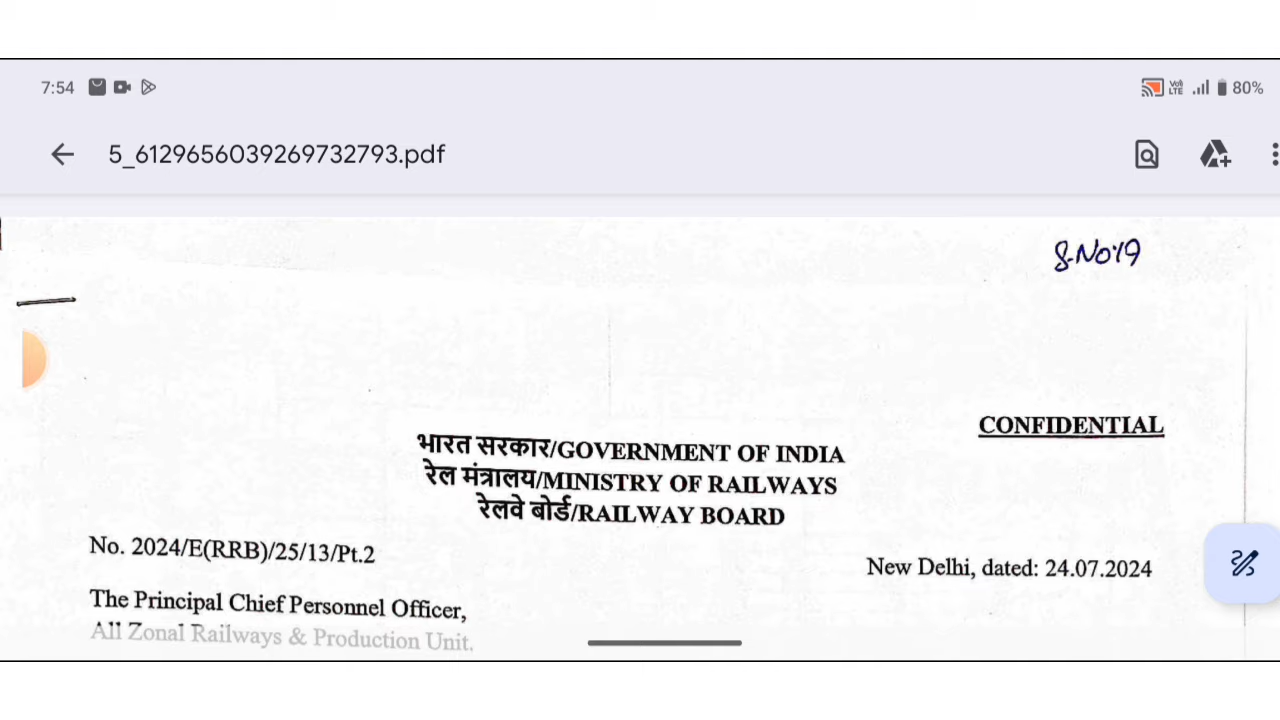 7:54
Vo) LTE 80%
5_6129656039269732793.pdf
S.No:19
CONFIDENTIAL
भारत सरकार/GOVERNMENT OF INDIA
रेल मंत्रालय/MINISTRY OF RAILWAYS
रेलवे बोर्ड/RAILWAY BOARD
No. 2024/E(RRB)/25/13/Pt.2
New Delhi, dated: 24.07.2024
The Principal Chief Personnel Officer,
All Zonal Railways & Production Unit.